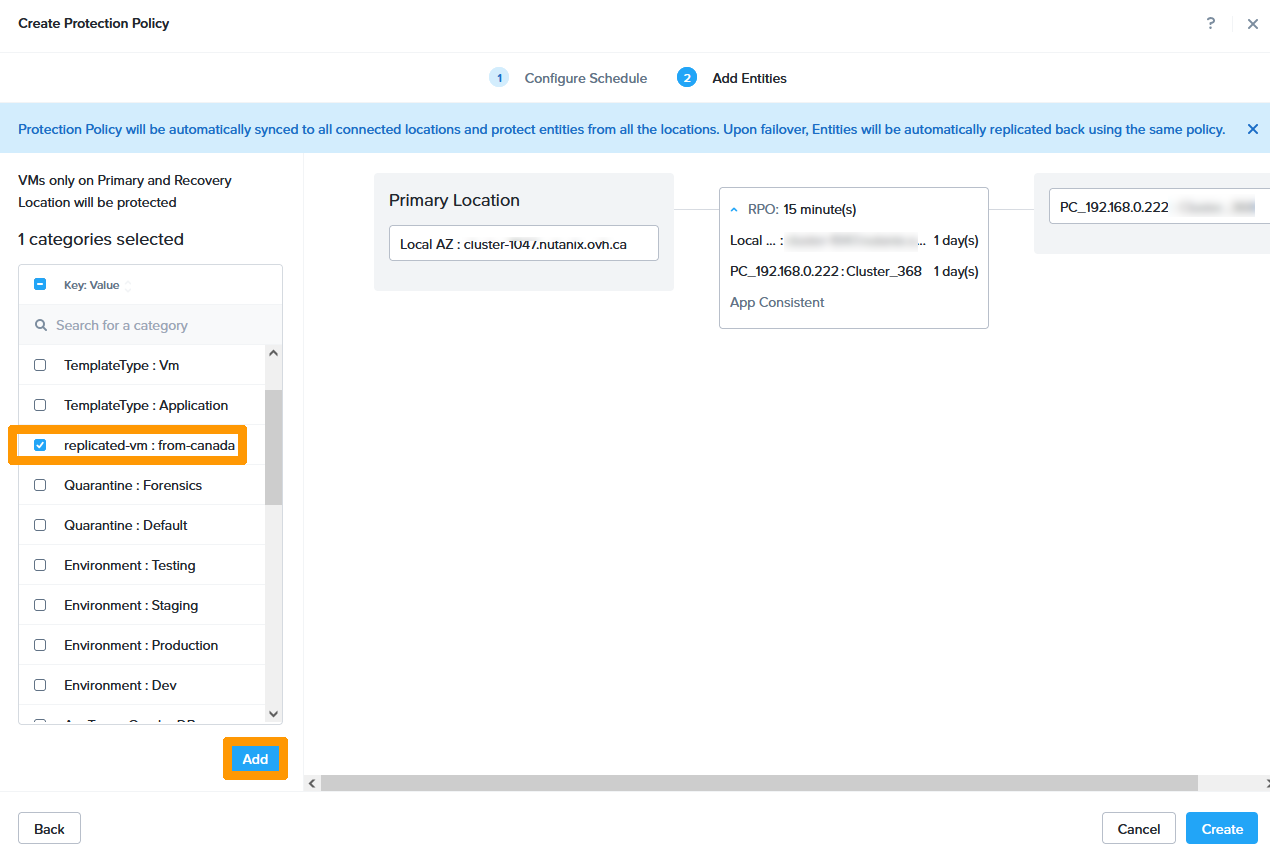 Create Protection Policy
?
1 Configure Schedule
2 Add Entities
Protection Policy will be automatically synced to all connected locations and protect entities from all the locations. Upon failover, Entities will be automatically replicated back using the same policy.
VMs only on Primary and Recovery
Location will be protected
1 categories selected
Key: Value
Search for a category
TemplateType : Vm
TemplateType : Application
replicated-vm : from-canada
Quarantine : Forensics
Quarantine : Default
Environment : Testing
Environment : Staging
Environment : Production
Environment : Dev
Add
Primary Location
Local AZ : cluster-1047.nutanix.ovh.ca
RPO: 15 minute(s)
Local ... : ... 1 day(s)
PC_192.168.0.222 : Cluster_368 1 day(s)
App Consistent
PC_192.168.0.222
Back
Cancel
Create